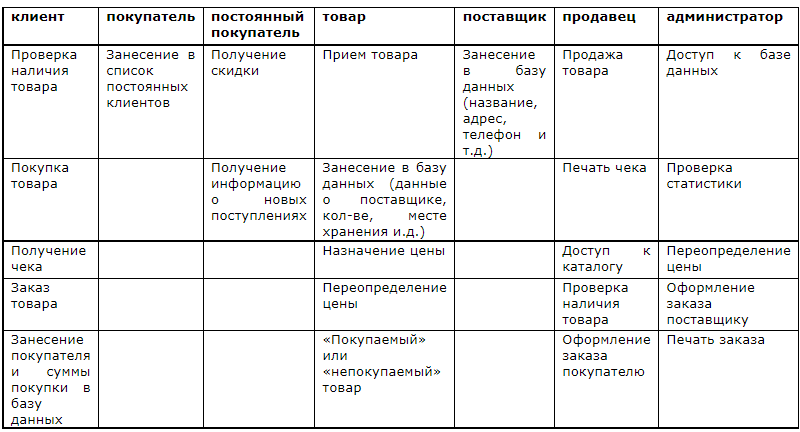 клиент
покупатель
постоянный
покупатель
товар
поставщик
продавец
администратор
Проверка
наличия
товара
Занесение в
список
постоянных
клиентов
Получение
скидки
Прием товара
Занесение
в базу
данных
(название,
адрес,
телефон и
т.д.)
Продажа
товара
Доступ к базе
данных
Покупка
товара
Получение
информацию
о новых
поступлениях
Занесение в базу
данных (данные
о поставщике,
кол-ве, месте
хранения и.д.)
Печать чека
Проверка
статистики
Получение
чека
Назначение цены
Доступ к
каталогу
Переопределение
цены
Заказ
товара
Переопределение
цены
Проверка
наличия
товара
Оформление
заказа
поставщику
Занесение
покупателя
и суммы
покупки в
базу
данных
«Покупаемый»
или
«непокупаемый»
товар
Оформление
заказа
покупателю
Печать заказа